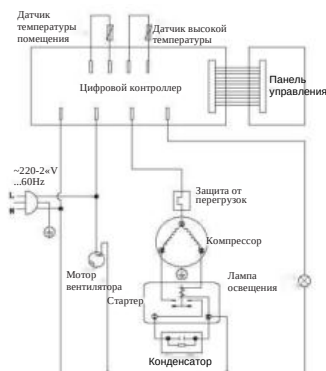 Датчик
температуры
помещения
Датчик высокой
температуры
Цифровой контроллер
Панель
управления
~220-2«V
...60Hz
L
N
Защита от
перегрузок
Компрессор
Мотор
вентилятора
Лампа
освещения
Стартер
Конденсатор